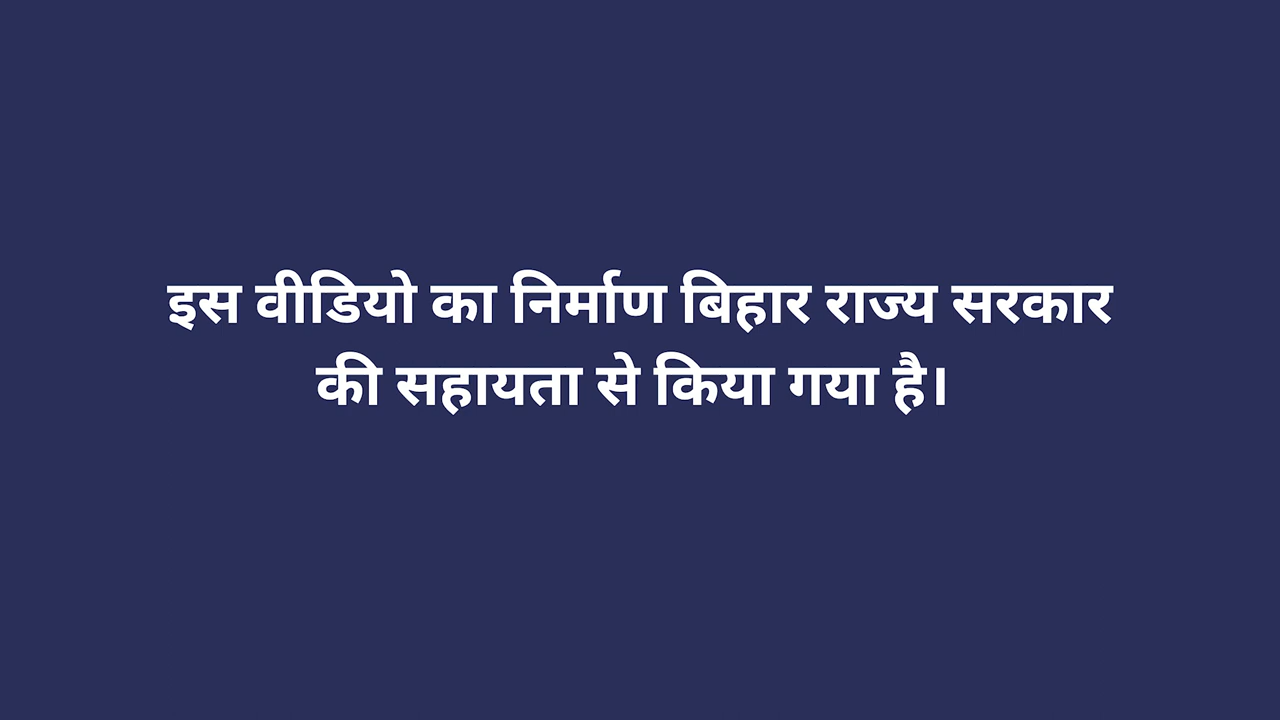 इस वीडियो का निर्माण बिहार राज्य सरकार
की सहायता से किया गया है।